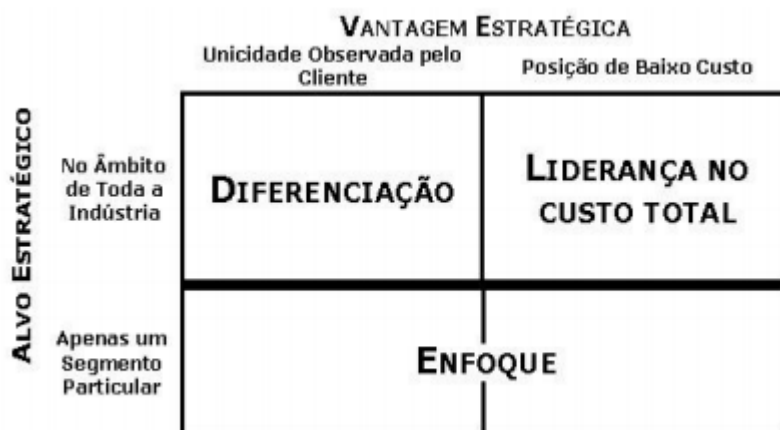 VANTAGEM ESTRATÉGICA
Unicidade Observada pelo
Cliente
Posição de Baixo Custo
ALVO ESTRATÉGICO
No Âmbito
de Toda a
Indústria
DIFERENCIAÇÃO
LIDERANÇA NO
CUSTO TOTAL
Apenas um
Segmento
Particular
ENFOQUE